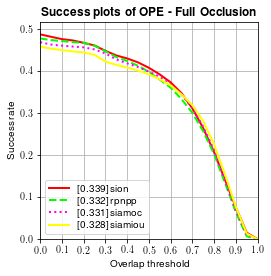 Success plots of OPE - Full Occlusion
Success rate
0.5
0.4
0.3
0.2
0.1
0.0
[0.339] sion
[0.332] rpnpp
[0.331] siamoc
[0.328] siamiou
0.0 0.1 0.2 0.3 0.4 0.5 0.6 0.7 0.8 0.9 1.0
Overlap threshold